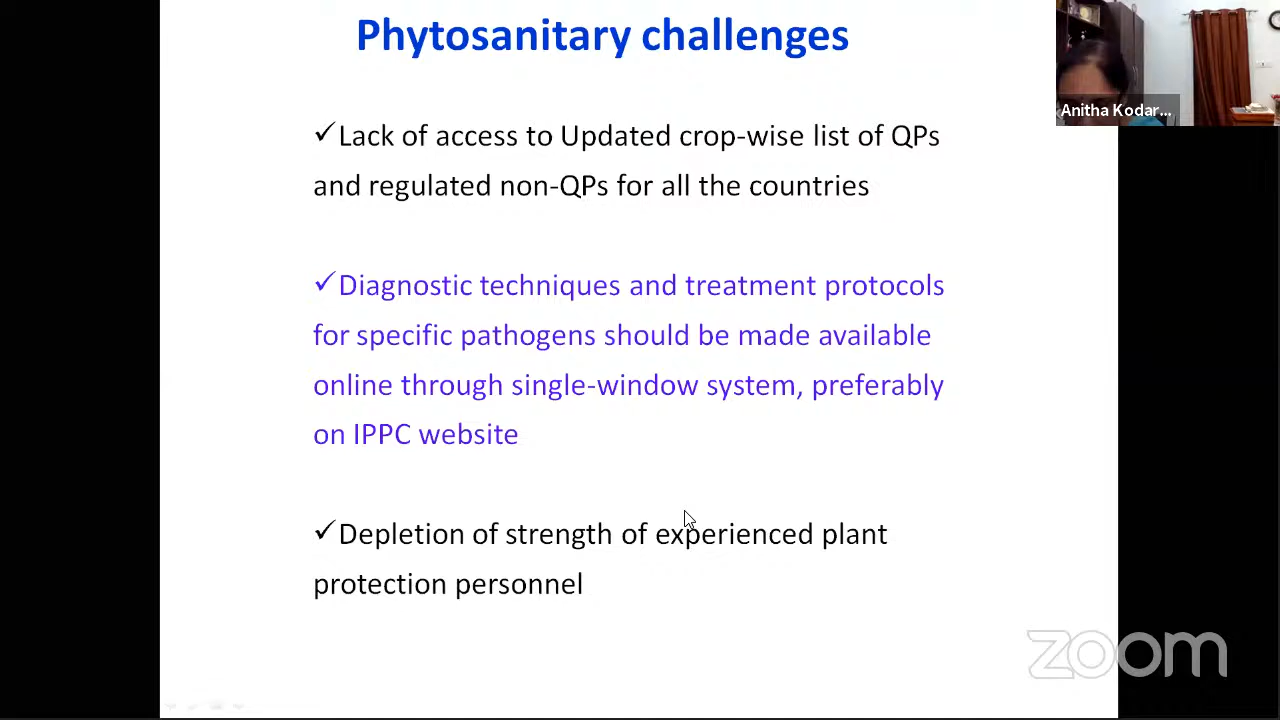 Phytosanitary challenges
Anitha Kodar...
✓Lack of access to Updated crop-wise list of QPs
and regulated non-QPs for all the countries
✓Diagnostic techniques and treatment protocols
for specific pathogens should be made available
online through single-window system, preferably
on IPPC website
✓Depletion of strength of experienced plant
protection personnel
zoom